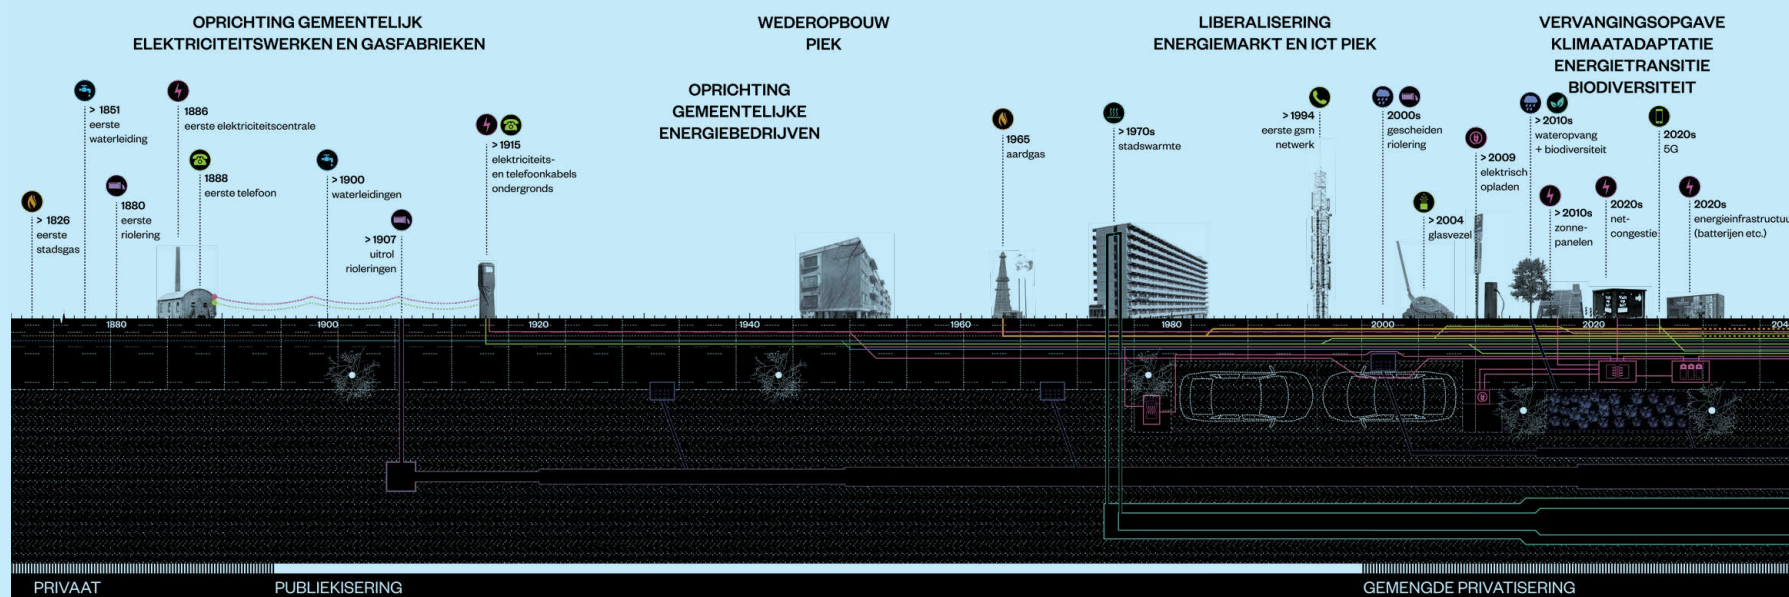 OPRICHTING GEMEENTELIJK
ELEKTRICITEITSWERKEN EN GASFABRIEKEN
WEDEROPBOUW
PIEK
OPRICHTING
GEMEENTELIJKE
ENERGIEBEDRIJVEN
LIBERALISERING
ENERGIEMARKT EN ICT PIEK
VERVANGINGSOPGAVE
KLIMAATADAPTATIE
ENERGIETRANSITIE
BIODIVERSITEIT
> 1826
eerste
stadsgas
> 1851
eerste
waterleiding
1880
eerste
riolering
1886
eerste elektriciteitscentrale
1888
eerste telefoon
> 1900
waterleidingen
> 1907
uitrol
rioleringen
> 1915
elektriciteits-
en telefoonkabels
ondergronds
1965
aardgas
> 1970s
stadswarmte
> 1994
eerste gsm
netwerk
2000s
gescheiden
riolering
> 2004
glasvezel
> 2009
elektrisch
opladen
> 2010s
wateropvang
+ biodiversiteit
> 2010s
zonne-
panelen
2020s
net-
congestie
2020s
5G
2020s
energieinfrastructuu
(batterijen etc.)
1880
1900
1920
1940
1960
1980
2000
2020
204
PRIVAAT
PUBLIEKISERING
GEMENGDE PRIVATISERING